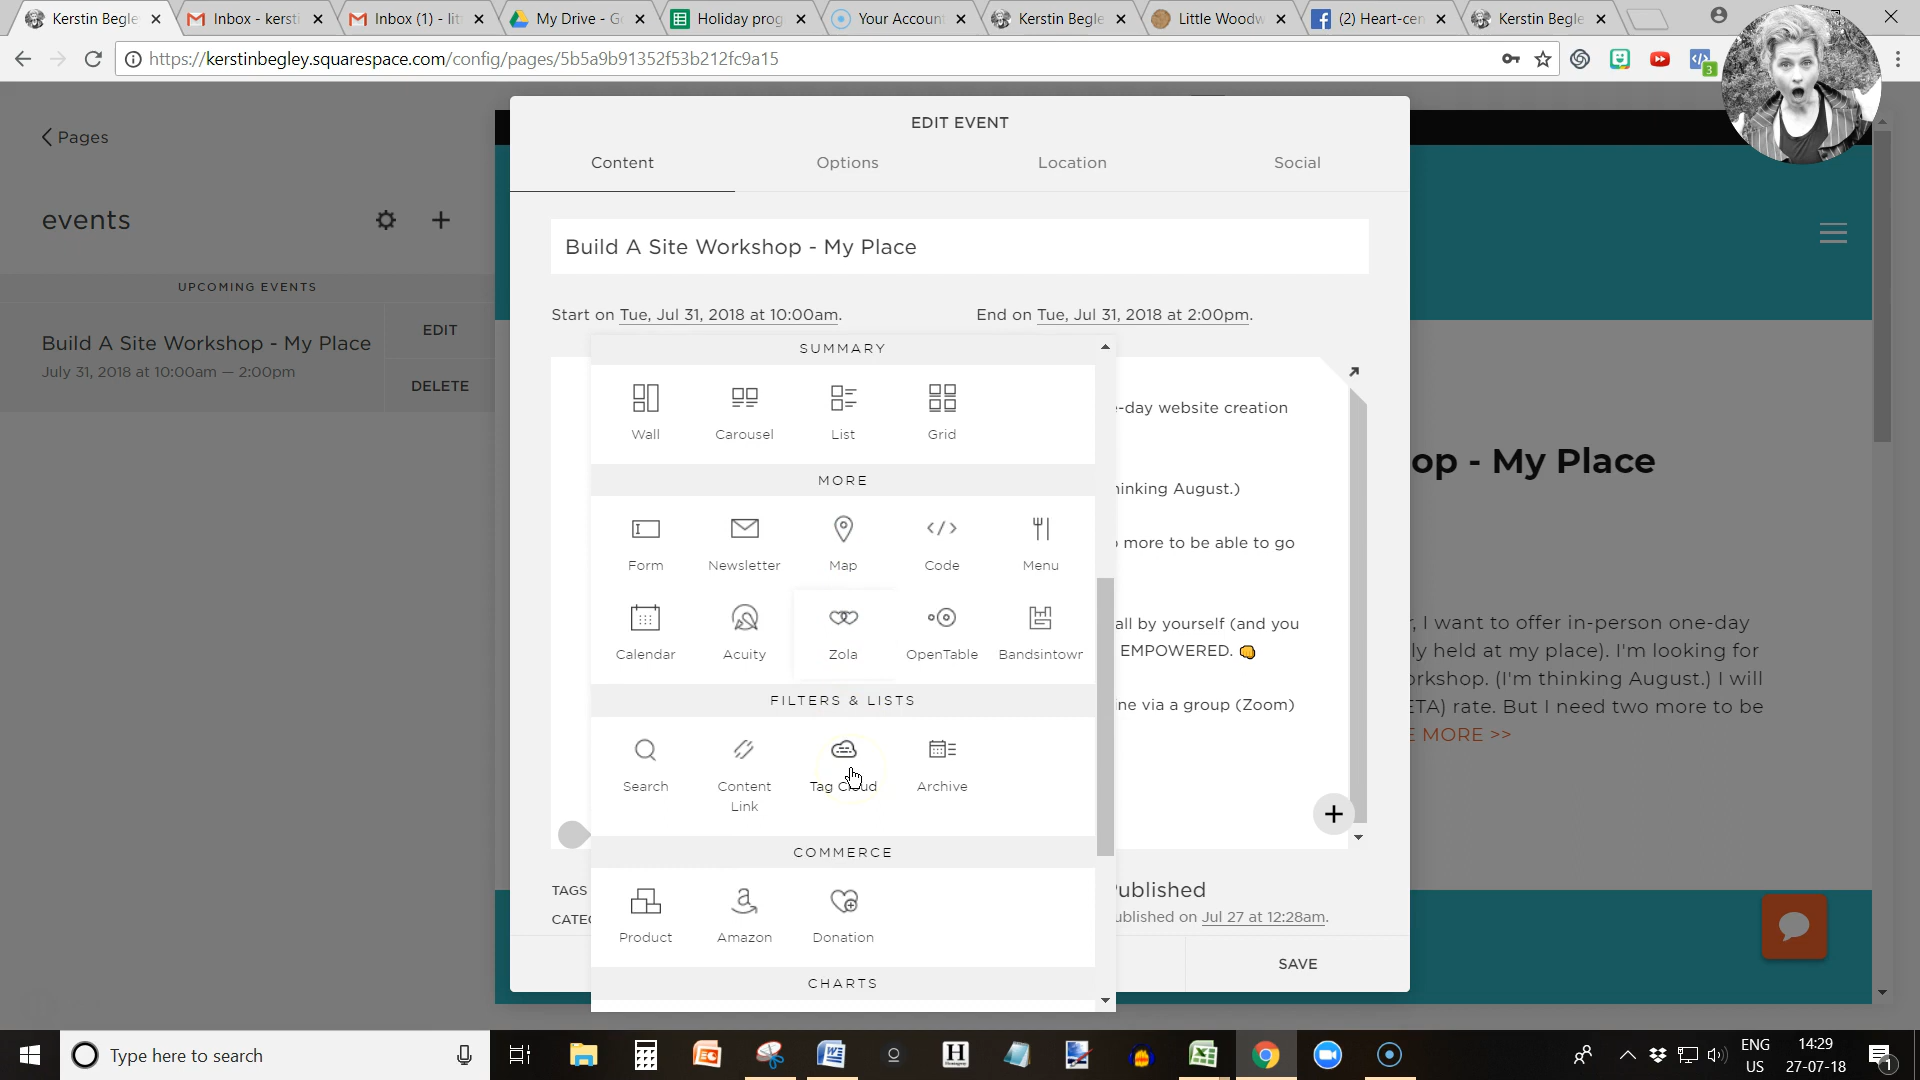 Kerstin Begle
Inbox - kersti
Inbox (1) - lit
My Drive - G
Holiday prog
Your Account
Kerstin Begle
Little Woodw
(2) Heart-cen
Kerstin Begle
https://kerstinbegley.squarespace.com/config/pages/5b5a9b91352f53b212fc9a15
3
Pages
events
UPCOMING EVENTS
Build A Site Workshop - My Place
July 31, 2018 at 10:00am — 2:00pm
EDIT
DELETE
EDIT EVENT
Content
Options
Location
Social
Build A Site Workshop - My Place
Start on Tue, Jul 31, 2018 at 10:00am.
End on Tue, Jul 31, 2018 at 2:00pm.
SUMMARY
Wall
Carousel
List
Grid
MORE
Form
Newsletter
Map
Code
Menu
Calendar
Acuity
Zola
OpenTable
Bandsintown
FILTERS & LISTS
Search
Content Link
Tag Cloud
Archive
COMMERCE
Product
Amazon
Donation
CHARTS
-day website creation
inking August.)
more to be able to go
all by yourself (and you
EMPOWERED. 👊
ne via a group (Zoom)
TAGS
CATEG
ublished
ublished on Jul 27 at 12:28am.
SAVE
op - My Place
, I want to offer in-person one-day
ly held at my place). I'm looking for
orkshop. (I'm thinking August.) I will
ETA) rate. But I need two more to be
E MORE >>
Type here to search
ENG
US
14:29
27-07-18
1